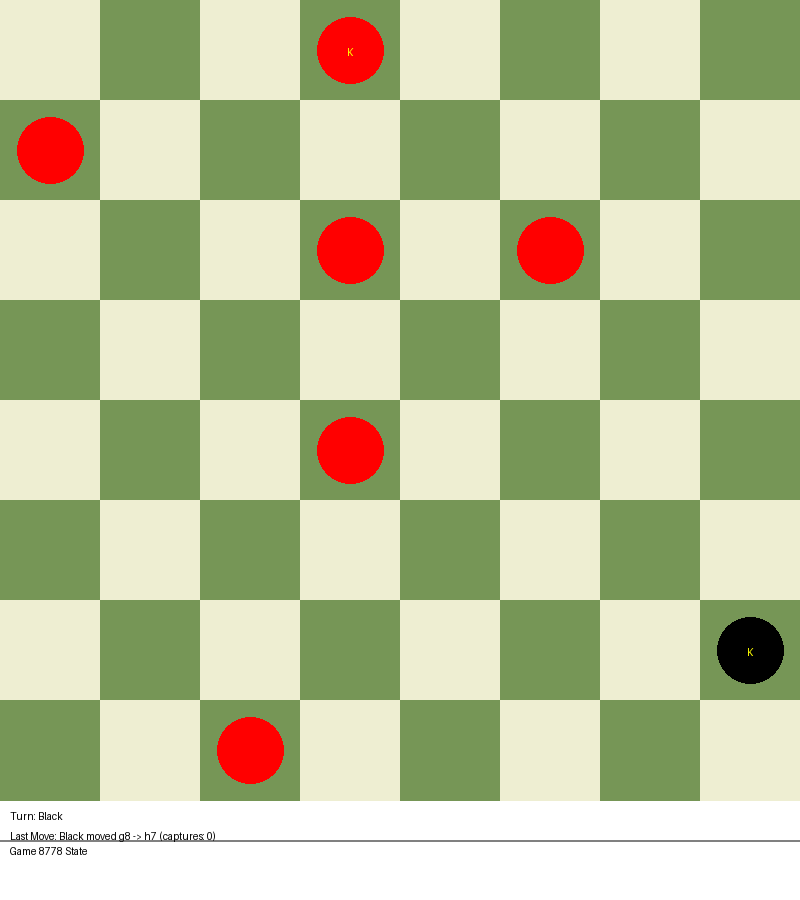 K
K
Turn: Black
Last Move: Black moved g8 -> h7 (captures: 0)
Game 8778 State